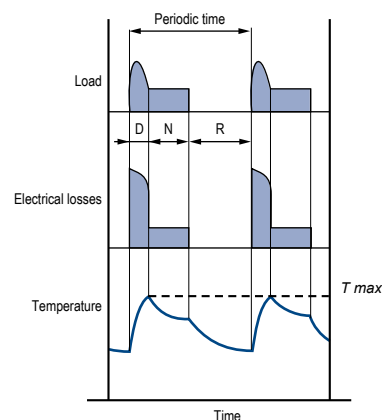 Periodic time
Load
D N R
Electrical losses
T max
Temperature
Time